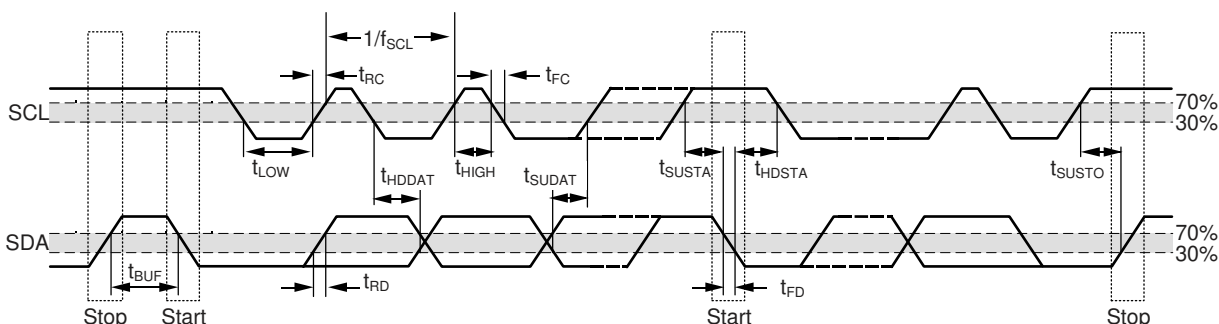 1/fSCL
tRC
tFC
SCL
70%
30%
tLOW
tHDDAT
tHIGH
tSUDAT
tSUSTA
tHDSTA
tSUSTO
SDA
70%
30%
tBUF
tRD
tFD
Stop
Start
Start
Stop